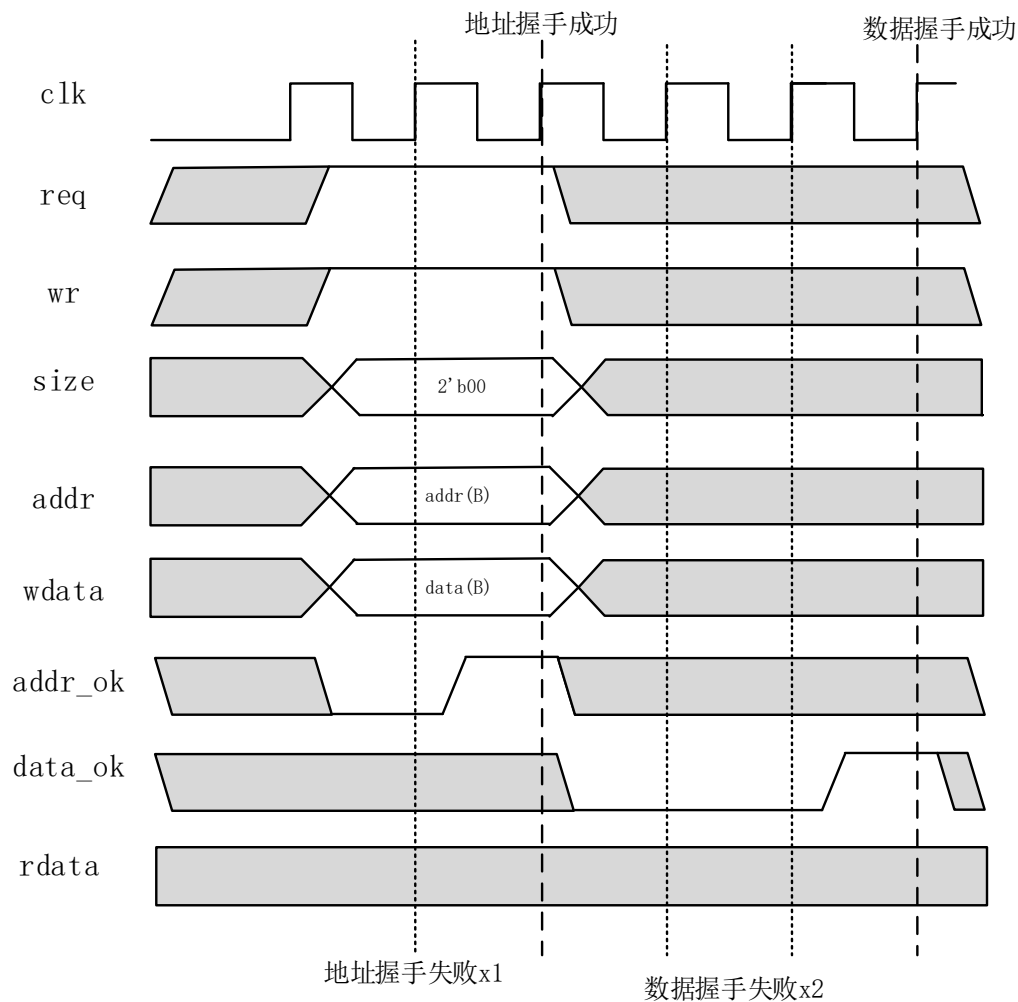 地址握手成功
数据握手成功
clk
req
wr
size
2'b00
addr
addr(B)
wdata
data(B)
addr_ok
data_ok
rdata
地址握手失败x1
数据握手失败x2